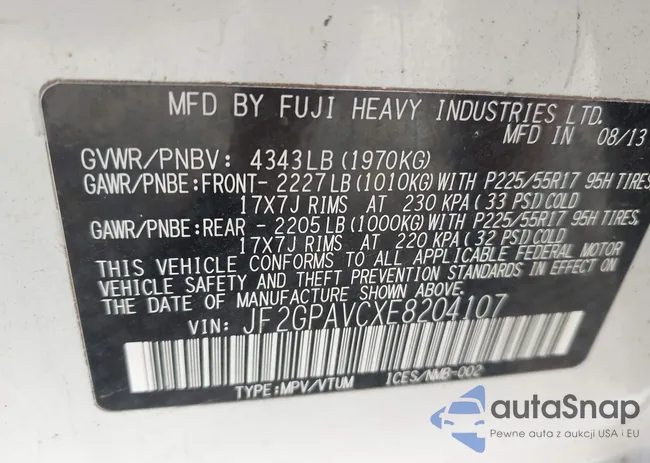 MFD BY FUJI HEAVY INDUSTRIES LTD.
MFD IN 08/13
GVWR/PNBV: 4343LB (1970KG)
GAWR/PNBE:FRONT- 2227LB (1010KG) WITH P225/55R17 95H TIRES,
17X7J RIMS AT 230 KPA (33 PSI)COLD
GAWR/PNBE:REAR - 2205LB (1000KG) WITH P225/55R17 95H TIRES,
17X7J RIMS AT 220 KPA (32 PSI)COLD
THIS VEHICLE CONFORMS TO ALL APPLICABLE FEDERAL MOTOR
VEHICLE SAFETY AND THEFT PREVENTION STANDARDS IN EFFECT ON
THE DATE OF MANUFACTURE SHOWN ABOVE.
VIN: JF2GPAVCXE8204107
TYPE:MPV/VTUM ICES/NMB-002
autoSnap
Pewne auta z aukcji USA i EU